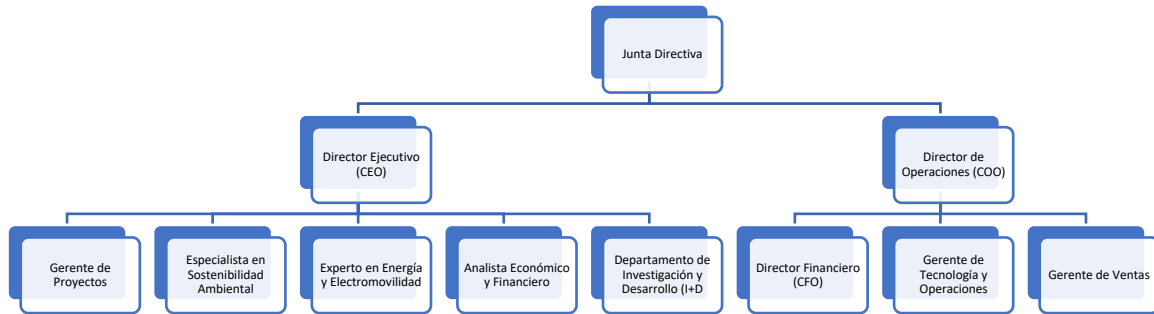 Junta Directiva
Director Ejecutivo
(CEO)
Director de
Operaciones (COO)
Gerente de
Proyectos
Especialista en
Sostenibilidad
Ambiental
Experto en Energía
y Electromovilidad
Analista Económico
y Financiero
Departamento de
Investigación y
Desarrollo (I+D
Director Financiero
(CFO)
Gerente de
Tecnología y
Operaciones
Gerente de Ventas